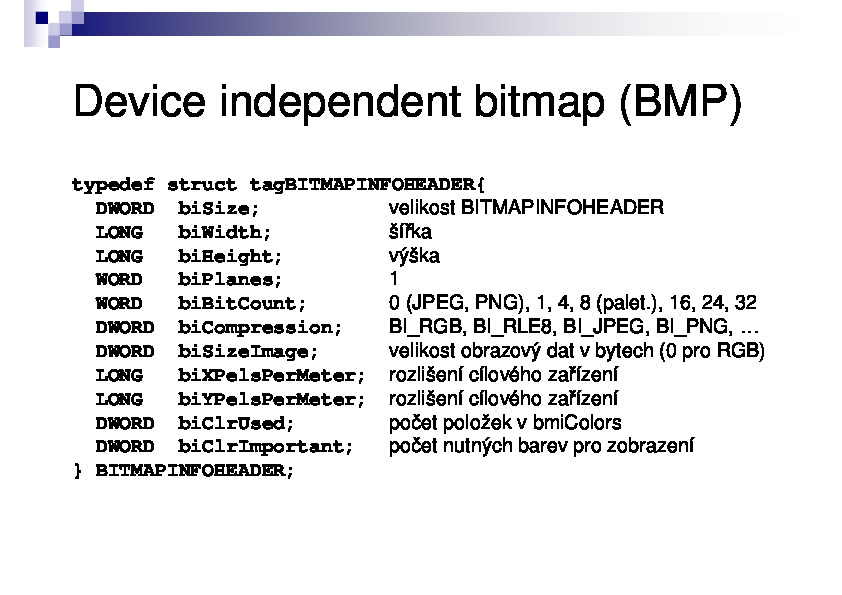 Device independent bitmap (BMP)
typedef struct tagBITMAPINFOHEADER{
DWORD biSize; velikost BITMAPINFOHEADER
LONG biWidth; šířka
LONG biHeight; výška
WORD biPlanes; 1
WORD biBitCount; 0 (JPEG, PNG), 1, 4, 8 (palet.), 16, 24, 32
DWORD biCompression; BI_RGB, BI_RLE8, BI_JPEG, BI_PNG, …
DWORD biSizeImage; velikost obrazový dat v bytech (0 pro RGB)
LONG biXPelsPerMeter; rozlišení cílového zařízení
LONG biYPelsPerMeter; rozlišení cílového zařízení
DWORD biClrUsed; počet položek v bmiColors
DWORD biClrImportant; počet nutných barev pro zobrazení
} BITMAPINFOHEADER;